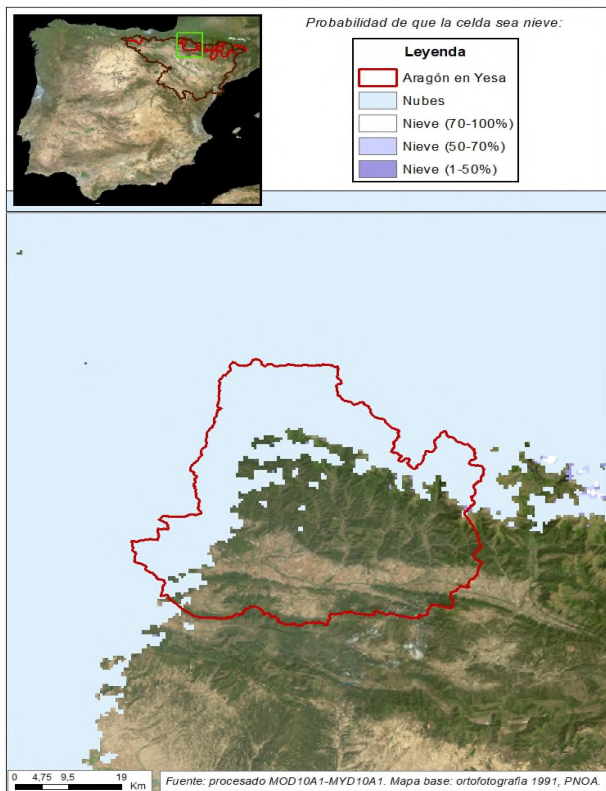 Probabilidad de que la celda sea nieve:
Leyenda
Aragón en Yesa
Nubes
Nieve (70-100%)
Nieve (50-70%)
Nieve (1-50%)
0 4,75 9,5 19
Km
Fuente: procesado MOD10A1-MYD10A1. Mapa base: ortofotografia 1991, PNOA.